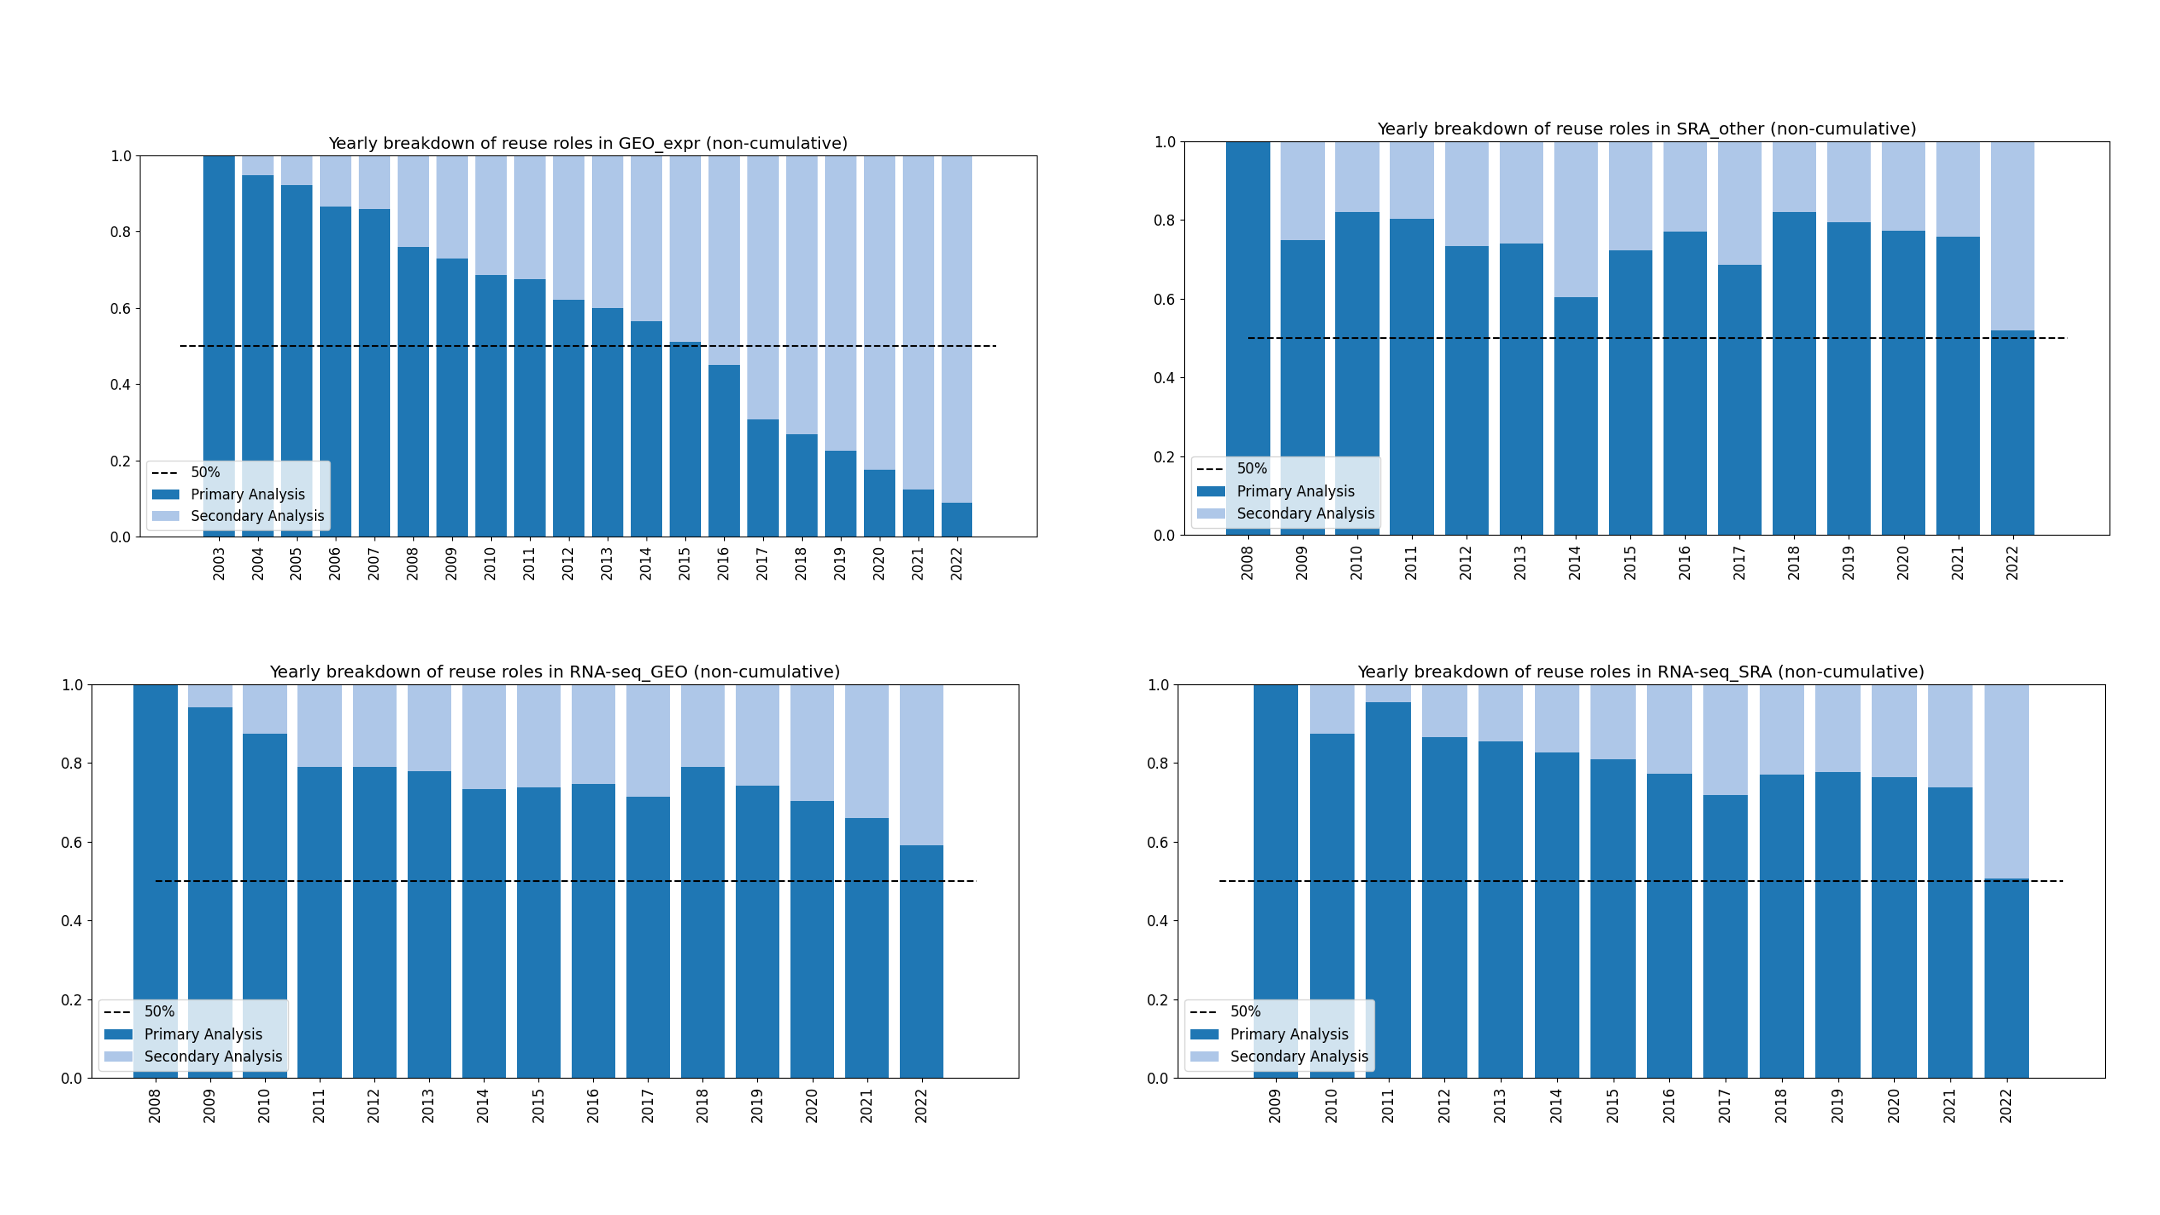 Yearly breakdown of reuse roles in GEO_expr (non-cumulative)
1.0
0.8
0.6
0.4
0.2
0.0
50%
Primary Analysis
Secondary Analysis
2003 2004 2005 2006 2007 2008 2009 2010 2011 2012 2013 2014 2015 2016 2017 2018 2019 2020 2021 2022
Yearly breakdown of reuse roles in SRA_other (non-cumulative)
1.0
0.8
0.6
0.4
0.2
0.0
50%
Primary Analysis
Secondary Analysis
2008 2009 2010 2011 2012 2013 2014 2015 2016 2017 2018 2019 2020 2021 2022
Yearly breakdown of reuse roles in RNA-seq_GEO (non-cumulative)
1.0
0.8
0.6
0.4
0.2
0.0
50%
Primary Analysis
Secondary Analysis
2008 2009 2010 2011 2012 2013 2014 2015 2016 2017 2018 2019 2020 2021 2022
Yearly breakdown of reuse roles in RNA-seq_SRA (non-cumulative)
1.0
0.8
0.6
0.4
0.2
0.0
50%
Primary Analysis
Secondary Analysis
2009 2010 2011 2012 2013 2014 2015 2016 2017 2018 2019 2020 2021 2022